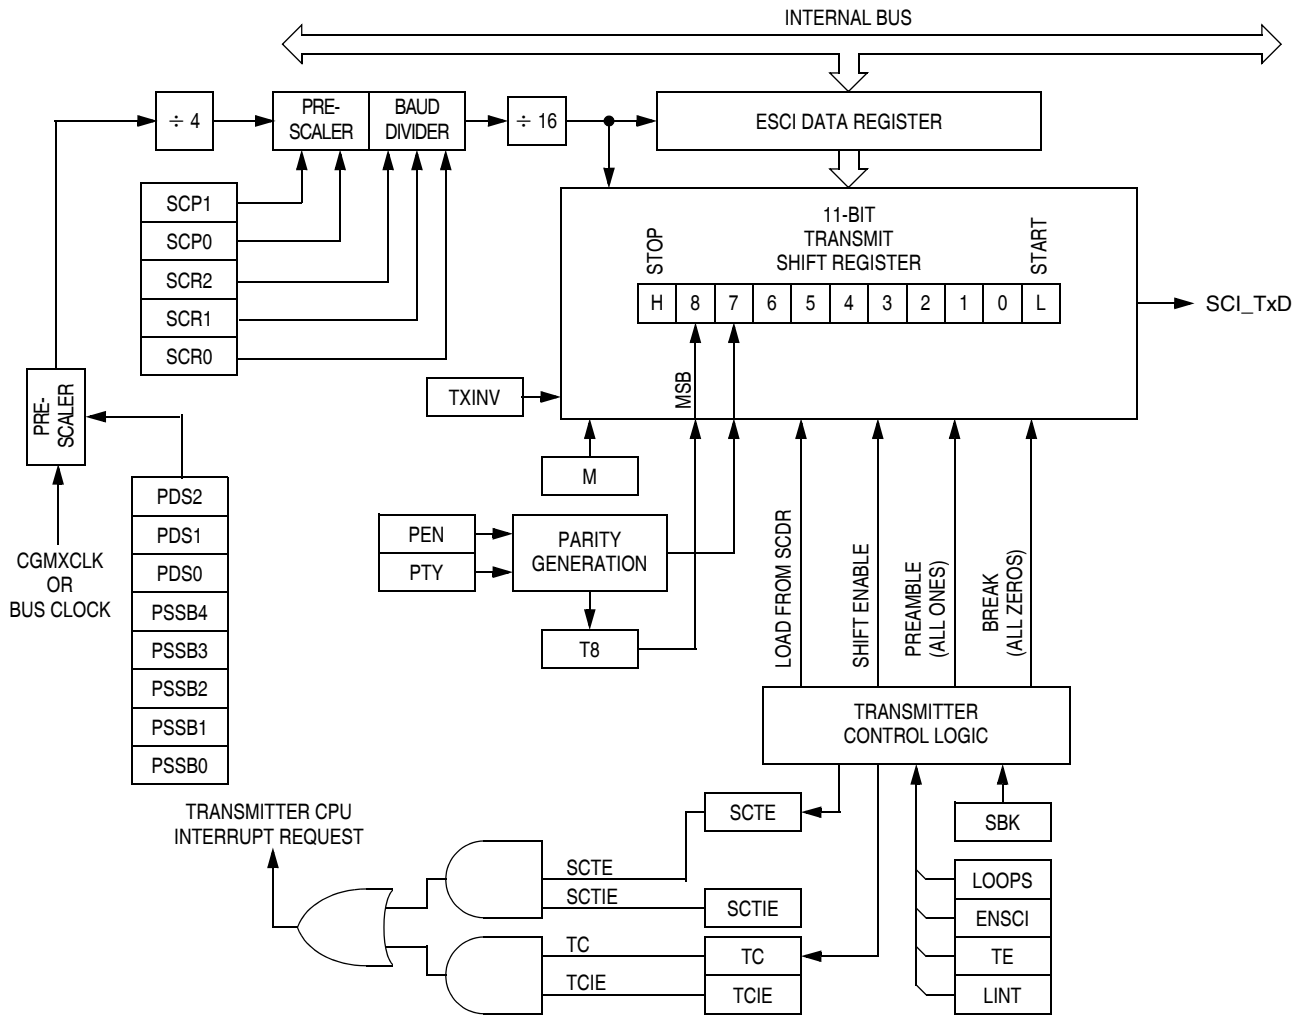 INTERNAL BUS
÷ 4
PRE-
SCALER
BAUD
DIVIDER
÷ 16
ESCI DATA REGISTER
SCP1
SCP0
SCR2
SCR1
SCR0
11-BIT
TRANSMIT
SHIFT REGISTER
STOP
START
H 8 7 6 5 4 3 2 1 0 L
SCI_TxD
MSB
TXINV
M
PRE-
SCALER
CGMXCLK
OR
BUS CLOCK
PDS2
PDS1
PDS0
PSSB4
PSSB3
PSSB2
PSSB1
PSSB0
PEN
PTY
PARITY
GENERATION
T8
LOAD FROM SCDR
SHIFT ENABLE
PREAMBLE
(ALL ONES)
BREAK
(ALL ZEROS)
TRANSMITTER
CONTROL LOGIC
TRANSMITTER CPU
INTERRUPT REQUEST
SCTE
SBK
SCTE
SCTIE
SCTIE
TC
TC
TCIE
TCIE
LOOPS
ENSCI
TE
LINT